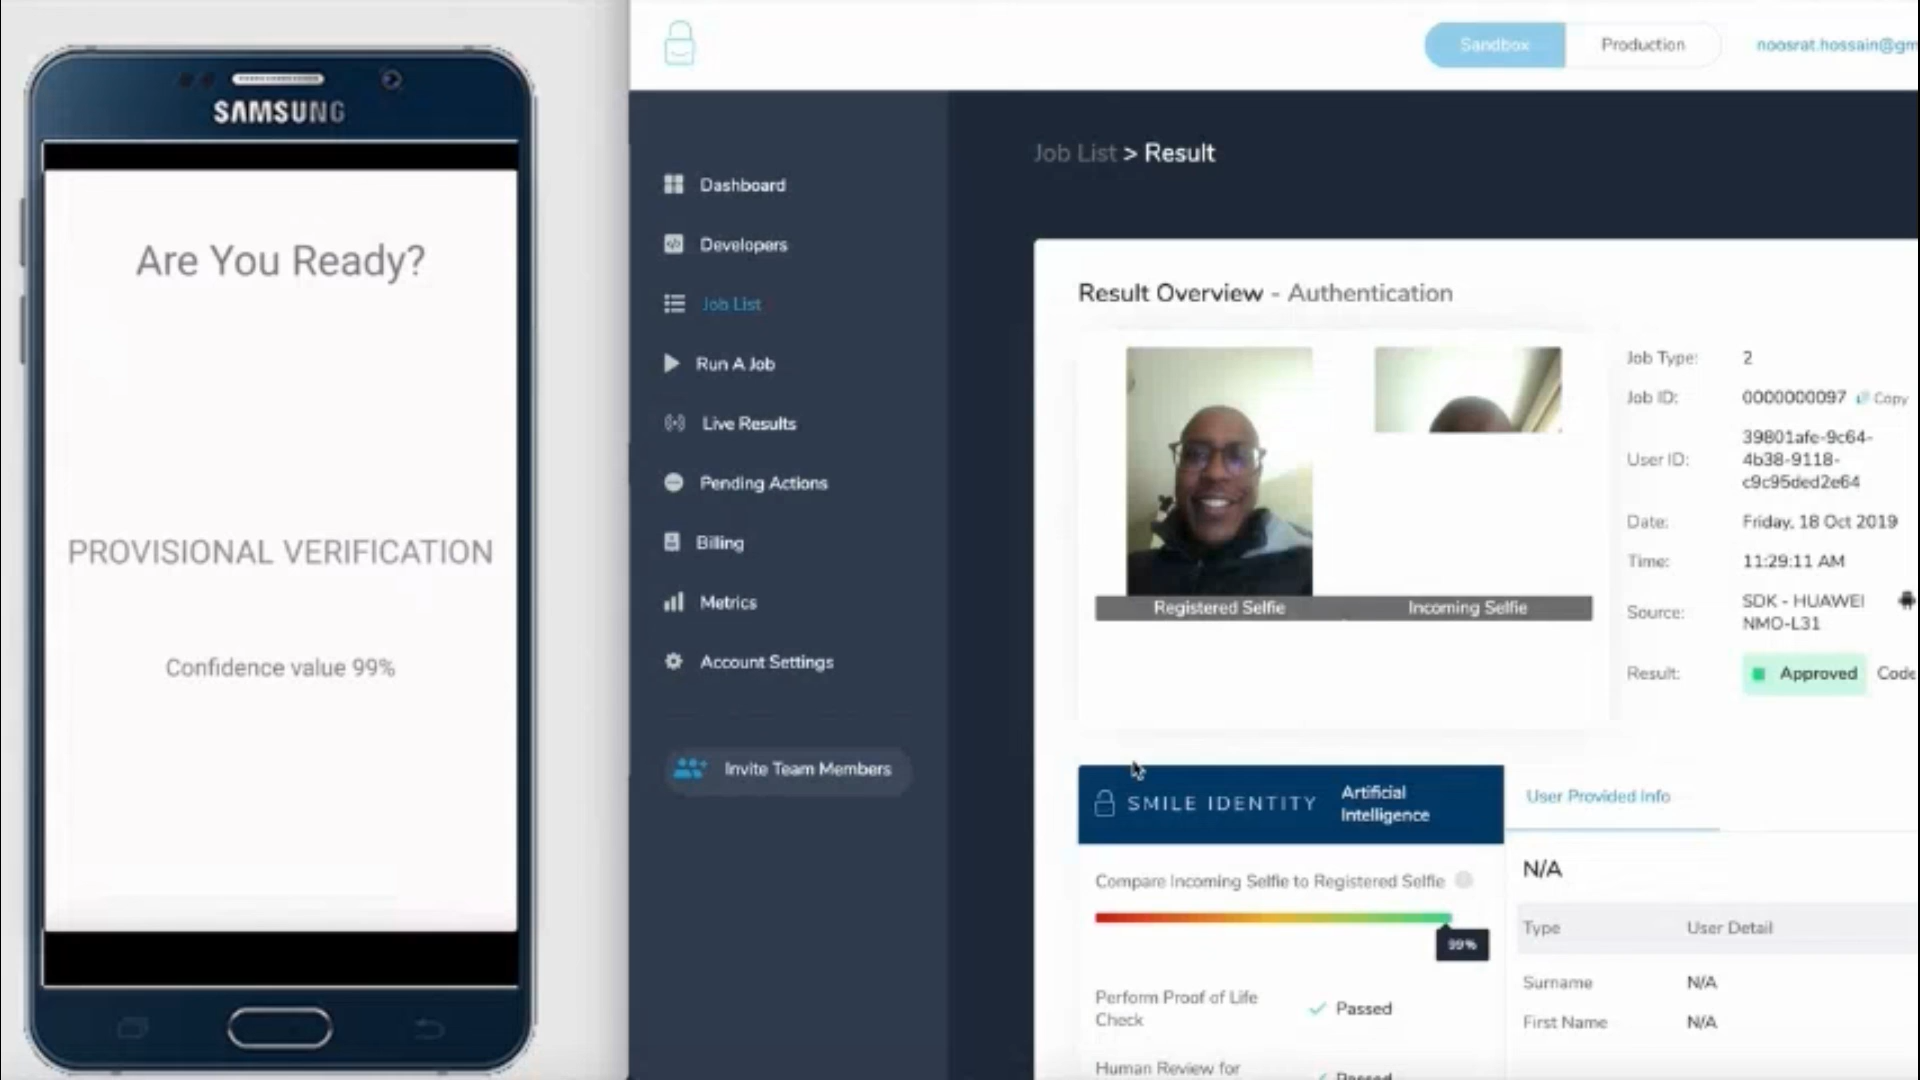 SAMSUNG
Are You Ready?
PROVISIONAL VERIFICATION
Confidence value 99%
Sandbox
Production
noosrat.hossain@gm
Dashboard
Developers
Job List
Run A Job
Live Results
Pending Actions
Billing
Metrics
Account Settings
Invite Team Members
Job List > Result
Result Overview - Authentication
Registered Selfie
Incoming Selfie
Job Type: 2
Job ID: 0000000097 Copy
User ID: 39801afe-9c64-
4b38-9118-
c9c95ded2e64
Date: Friday, 18 Oct 2019
Time: 11:29:11 AM
Source: SDK - HUAWEI
NMO-L31
Result: Approved Code
SMILE IDENTITY
Artificial
Intelligence
Compare Incoming Selfie to Registered Selfie
99%
Perform Proof of Life
Check
Passed
Human Review for
Passed
User Provided Info
N/A
Type User Detail
Surname N/A
First Name N/A